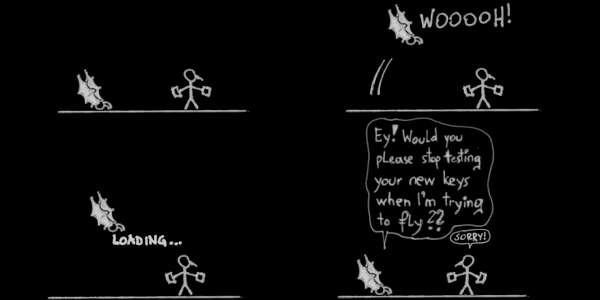 WOOOOH!
LOADING...
Ey! Would you
please stop testing
your new keys
when I'm trying
to fly??
SORRY!